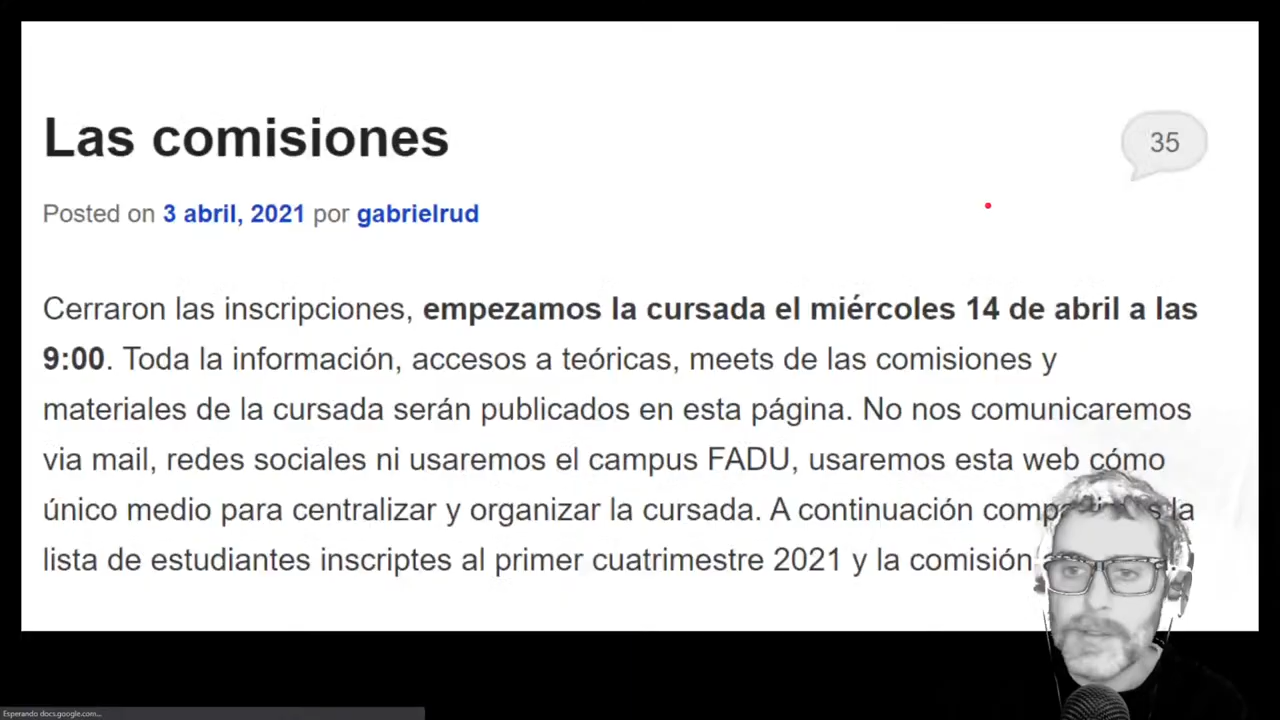 Las comisiones
35
Posted on 3 abril, 2021 por gabrielrud
Cerraron las inscripciones, empezamos la cursada el miércoles 14 de abril a las
9:00. Toda la información, accesos a teóricas, meets de las comisiones y
materiales de la cursada serán publicados en esta página. No nos comunicaremos
via mail, redes sociales ni usaremos el campus FADU, usaremos esta web cómo
único medio para centralizar y organizar la cursada. A continuación la
lista de estudiantes inscriptes al primer cuatrimestre 2021 y la comisión
Esperando docs.google.com...